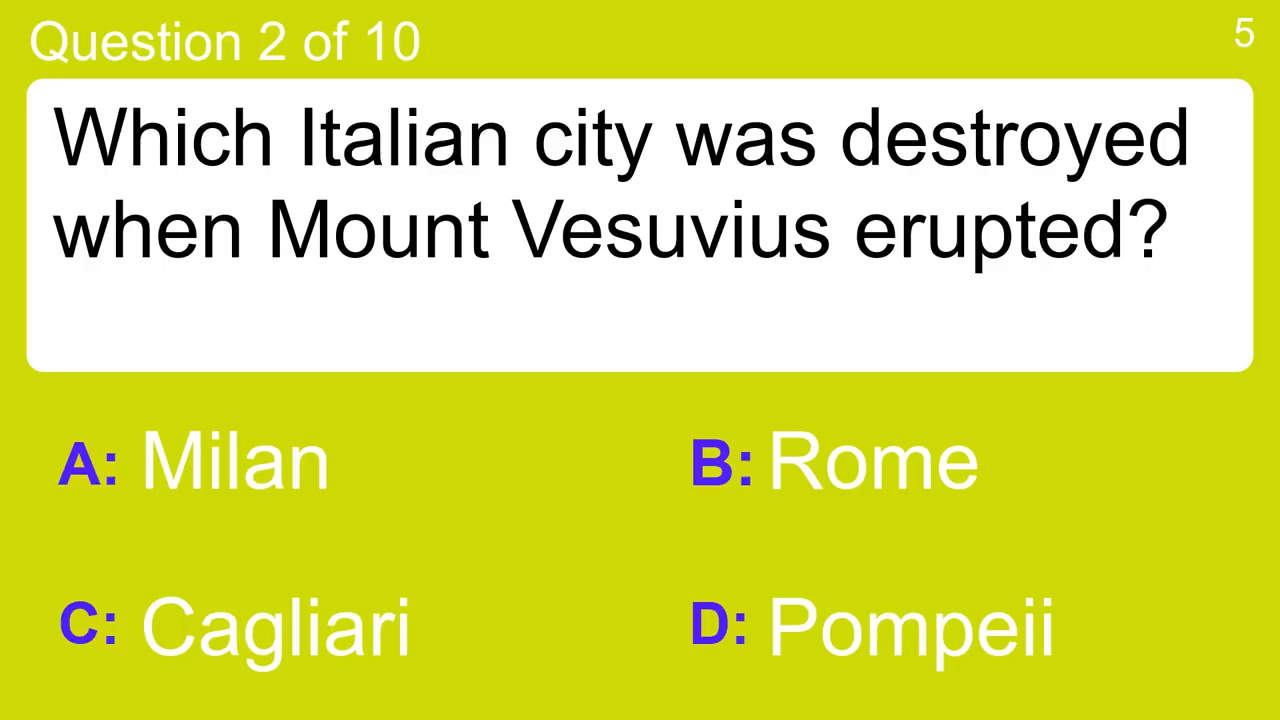 Question 2 of 10
5
Which Italian city was destroyed
when Mount Vesuvius erupted?
A: Milan
B: Rome
C: Cagliari
D: Pompeii